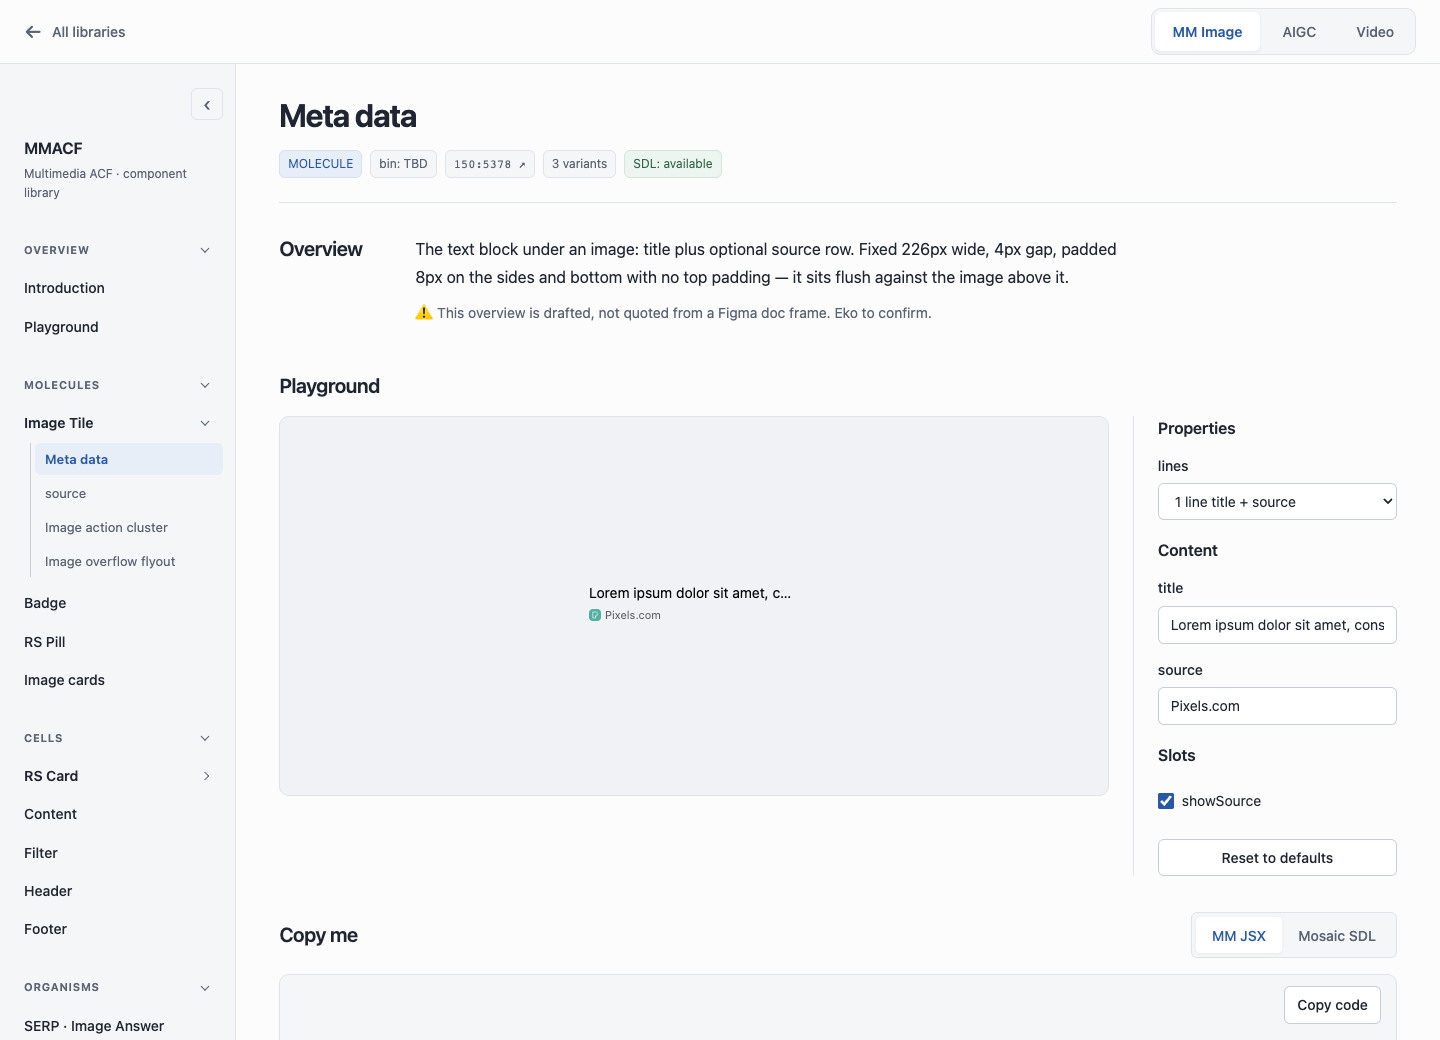 All libraries
MM Image
AIGC
Video
‹
MMACF
Multimedia ACF · component
library
OVERVIEW
Introduction
Playground
MOLECULES
Image Tile
Meta data
source
Image action cluster
Image overflow flyout
Badge
RS Pill
Image cards
CELLS
RS Card
Content
Filter
Header
Footer
ORGANISMS
SERP · Image Answer
Meta data
MOLECULE
bin: TBD
150:5378 ↗
3 variants
SDL: available
Overview
The text block under an image: title plus optional source row. Fixed 226px wide, 4px gap, padded
8px on the sides and bottom with no top padding — it sits flush against the image above it.
⚠️ This overview is drafted, not quoted from a Figma doc frame. Eko to confirm.
Playground
Lorem ipsum dolor sit amet, c...
Pixels.com
Properties
lines
1 line title + source
Content
title
Lorem ipsum dolor sit amet, cons
source
Pixels.com
Slots
showSource
Reset to defaults
Copy me
MM JSX
Mosaic SDL
Copy code